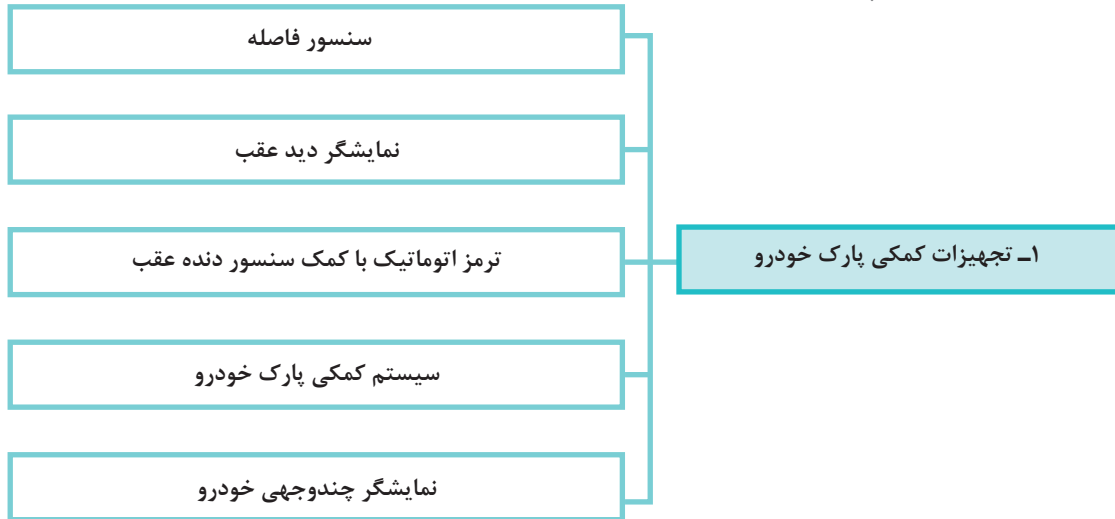 ۱ـ تجهیزات کمکی پارک خودرو
سنسور فاصله
نمایشگر دید عقب
ترمز اتوماتیک با کمک سنسور دنده عقب
سیستم کمکی پارک خودرو
نمایشگر چندوجهی خودرو